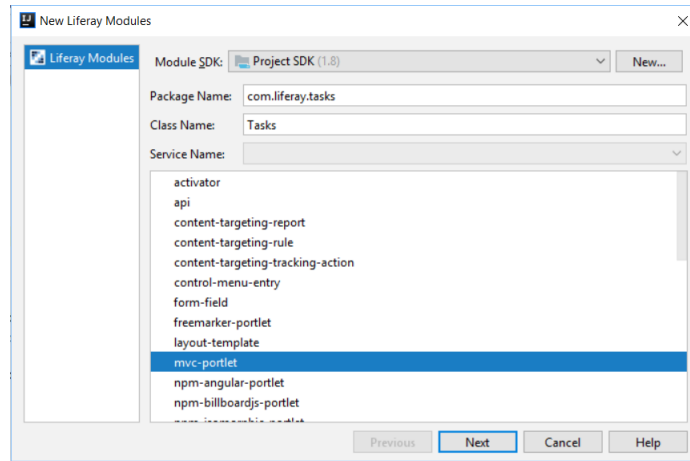 New Liferay Modules
Liferay Modules
Module SDK: Project SDK (1.8) New...
Package Name: com.liferay.tasks
Class Name: Tasks
Service Name:
activator
api
content-targeting-report
content-targeting-rule
content-targeting-tracking-action
control-menu-entry
form-field
freemarker-portlet
layout-template
mvc-portlet
npm-angular-portlet
npm-billboardjs-portlet
Previous Next Cancel Help